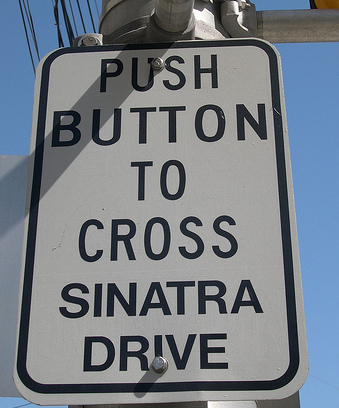 PUSH
BUTTON
TO
CROSS
SINATRA
DRIVE